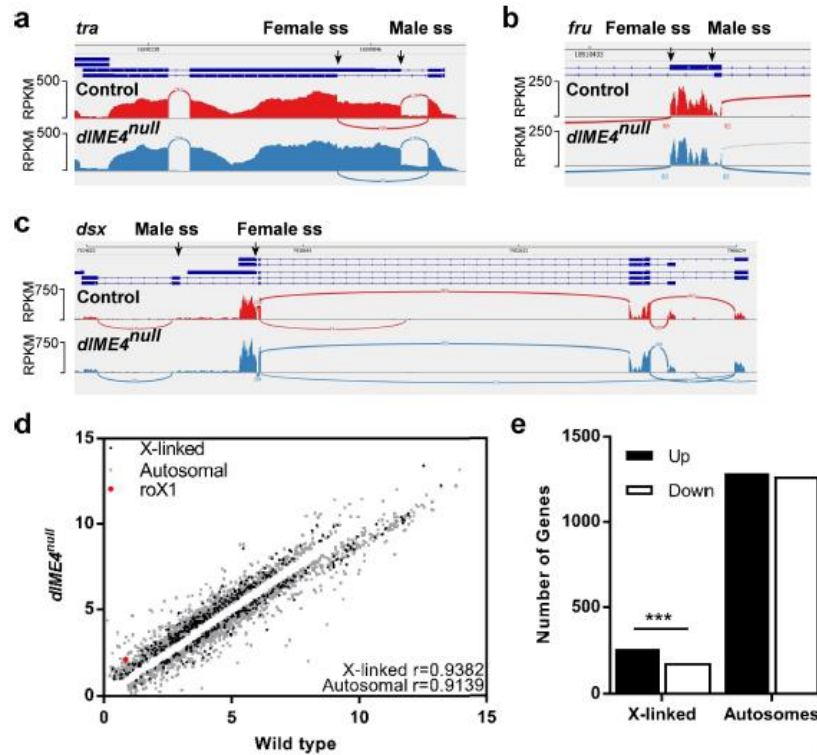 a
tra
Female ss
Male ss
500
RPKM
Control
500
RPKM
dIME4null
b
fru
Female ss
Male ss
250
RPKM
Control
250
RPKM
dIME4null
c
dsx
Male ss
Female ss
750
RPKM
Control
750
RPKM
dIME4null
d
15
10
5
0
0
5
10
15
dIME4null
Wild type
X-linked
Autosomal
roX1
X-linked r=0.9382
Autosomal r=0.9139
e
1500
1000
500
0
Number of Genes
Up
Down
***
X-linked
Autosomes